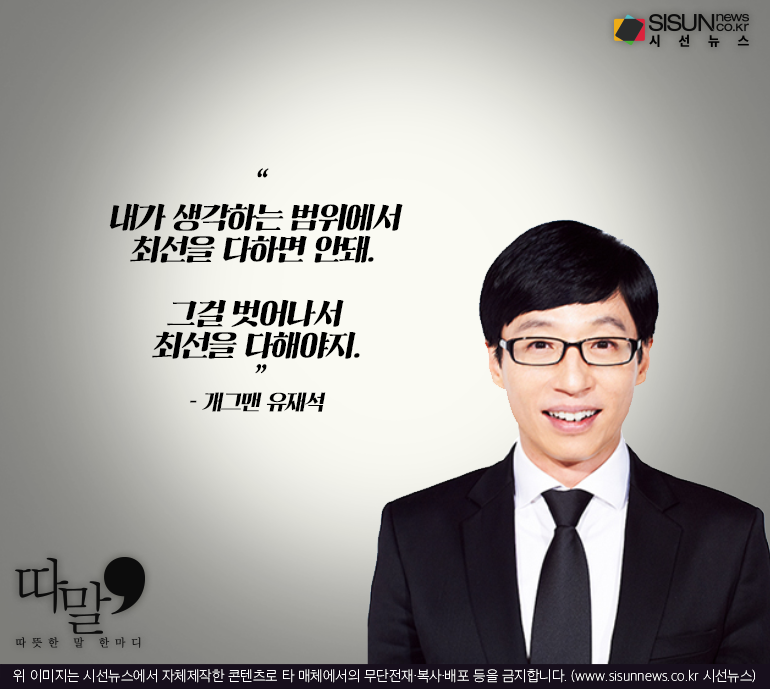 SISUNnews
co.kr
시선뉴스
“
내가 생각하는 범위에서
최선을 다하면 안돼.
그걸 벗어나서
최선을 다해야지.
”
- 개그맨 유재석
따말,
따뜻한 말 한마디
위 이미지는 시선뉴스에서 자체제작한 콘텐츠로 타 매체에서의 무단전재·복사·배포 등을 금지합니다. (www.sisunnews.co.kr 시선뉴스)